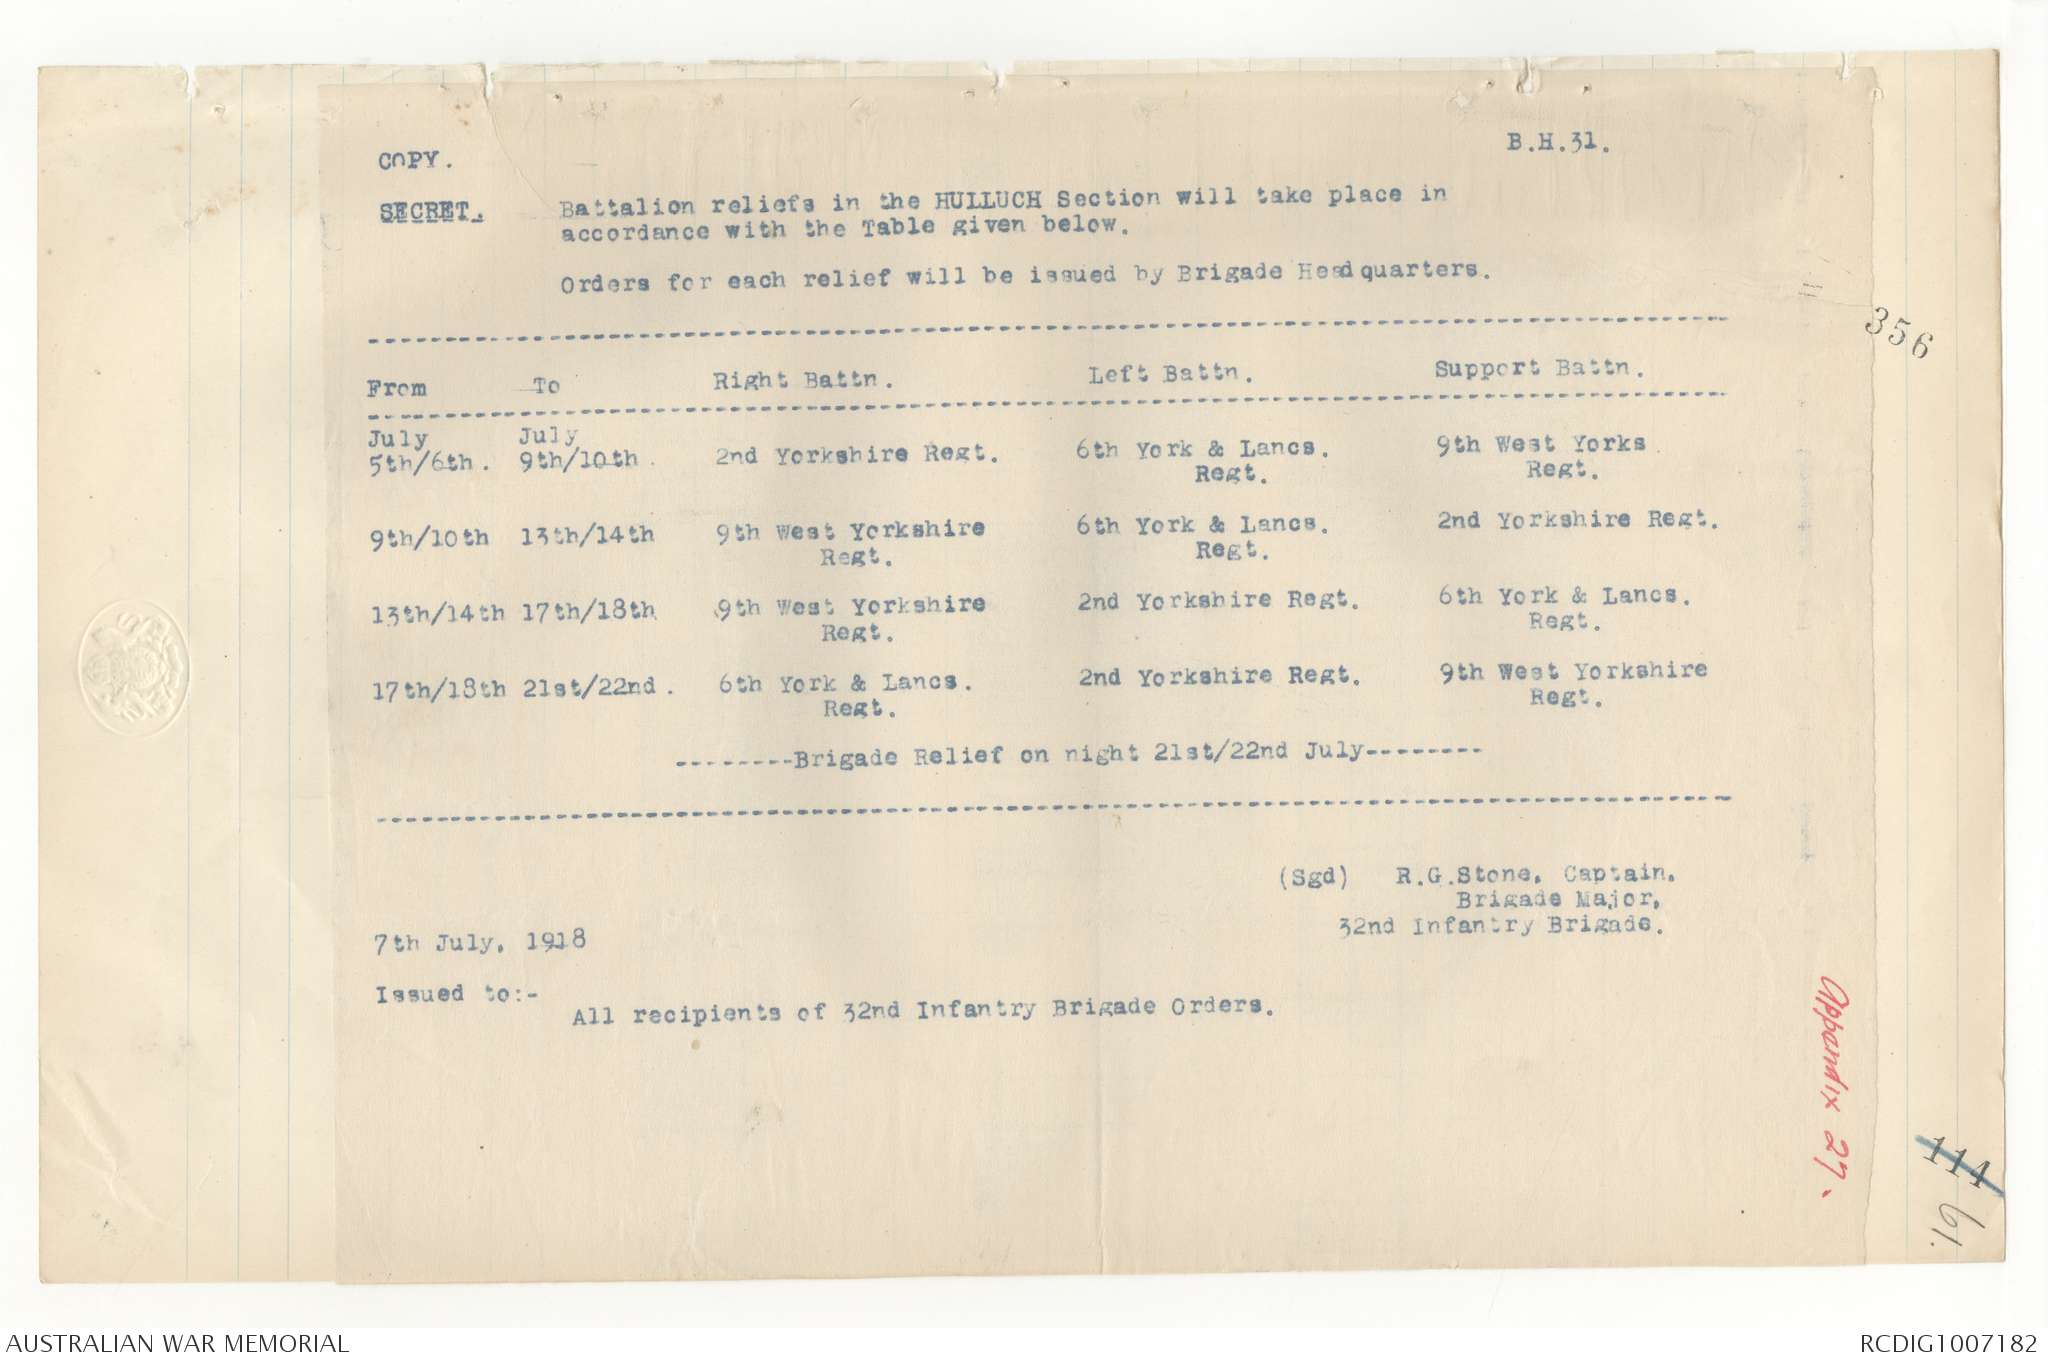 B.H.31.
COPY.
SECRET.
Battalion reliefs in the HULLUCH Section will take place in
accordance with the Table given below.
Orders for each relief will be issued by Brigade Headquarters.
356
From To Right Battn. Left Battn. Support Battn.
July July
5th/6th. 9th/10th. 2nd Yorkshire Regt. 6th York & Lancs. 9th West Yorks
Regt. Regt.
9th/10th 13th/14th 9th West Yorkshire 6th York & Lancs. 2nd Yorkshire Regt.
Regt. Regt.
13th/14th 17th/18th 9th West Yorkshire 2nd Yorkshire Regt. 6th York & Lancs.
Regt. Regt.
17th/18th 21st/22nd. 6th York & Lancs. 2nd Yorkshire Regt. 9th West Yorkshire
Regt. Regt.
--------Brigade Relief on night 21st/22nd July--------
(Sgd) R.G.Stone, Captain,
Brigade Major,
32nd Infantry Brigade.
7th July, 1918
Issued to:-
All recipients of 32nd Infantry Brigade Orders.
Appendix 27.
114
61.
AUSTRALIAN WAR MEMORIAL
RCDIG1007182